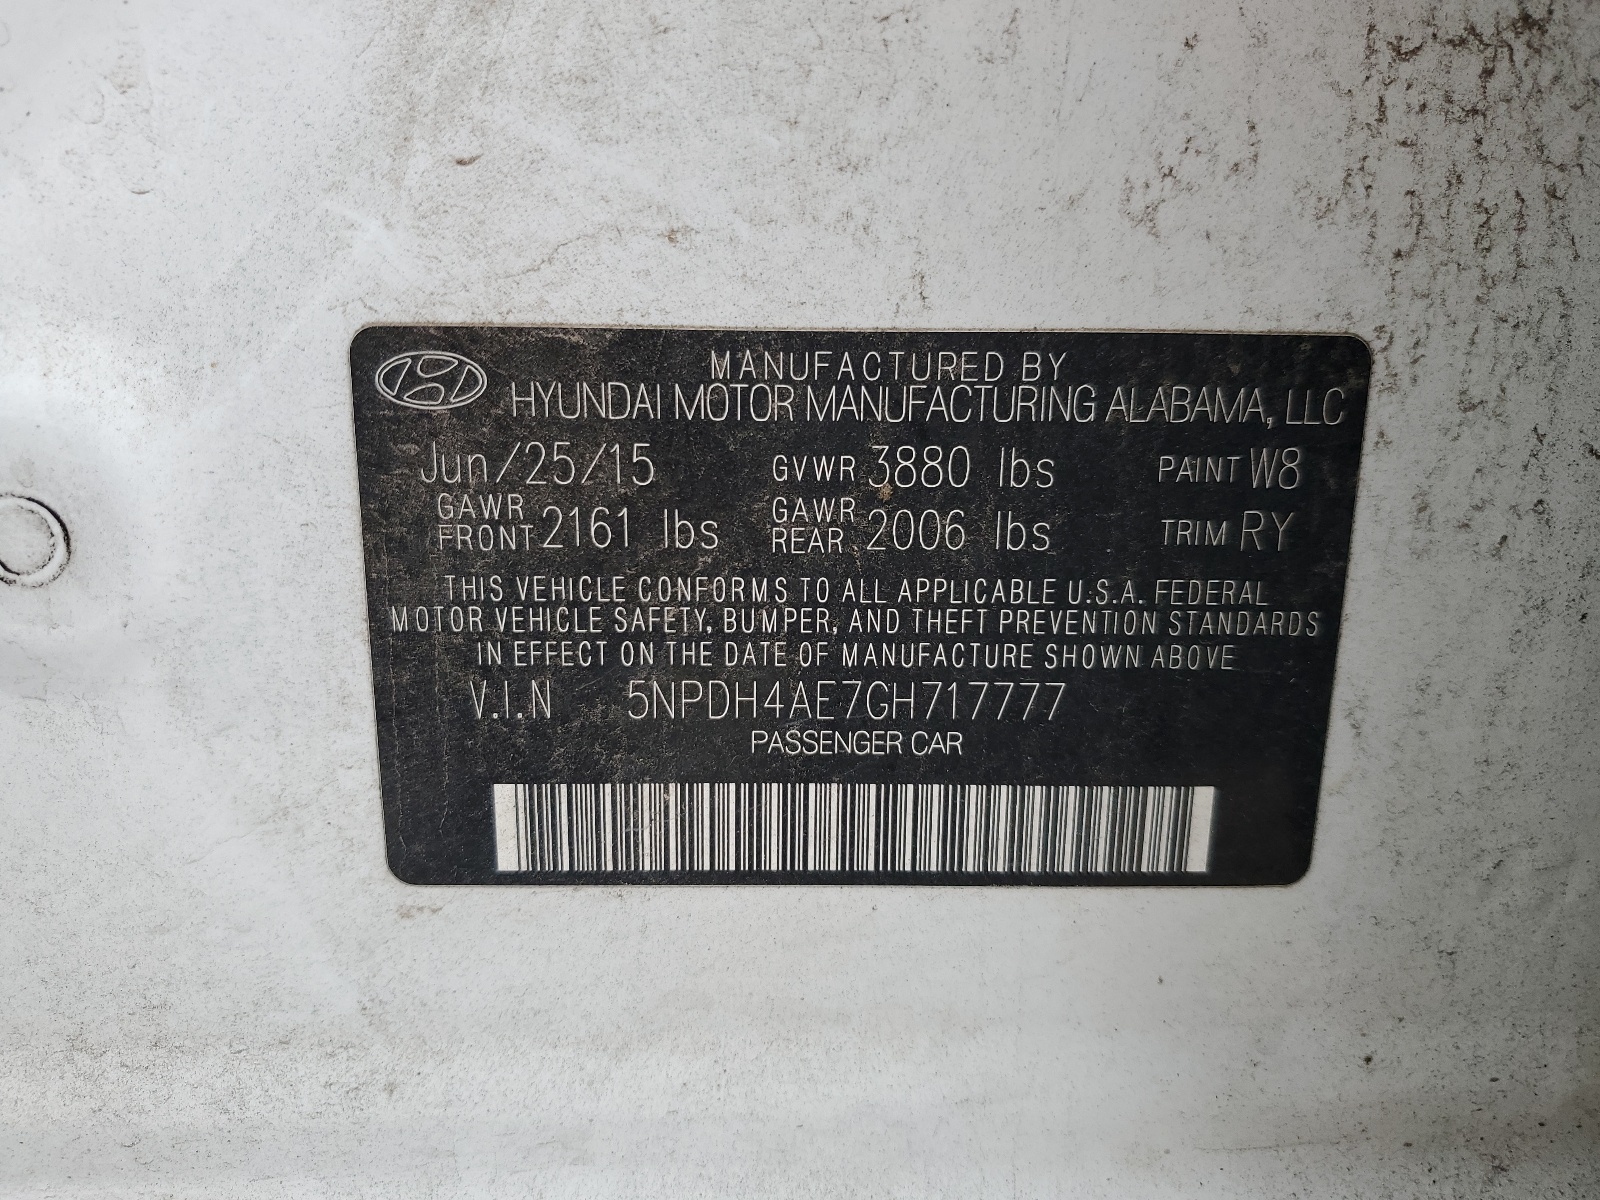 MANUFACTURED BY
HYUNDAI MOTOR MANUFACTURING ALABAMA, LLC
Jun/25/15 GVWR 3880 lbs PAINT W8
GAWR FRONT 2161 lbs GAWR REAR 2006 lbs TRIM RY
THIS VEHICLE CONFORMS TO ALL APPLICABLE U.S.A. FEDERAL
MOTOR VEHICLE SAFETY, BUMPER, AND THEFT PREVENTION STANDARDS
IN EFFECT ON THE DATE OF MANUFACTURE SHOWN ABOVE
V.I.N 5NPDH4AE7GH717777
PASSENGER CAR